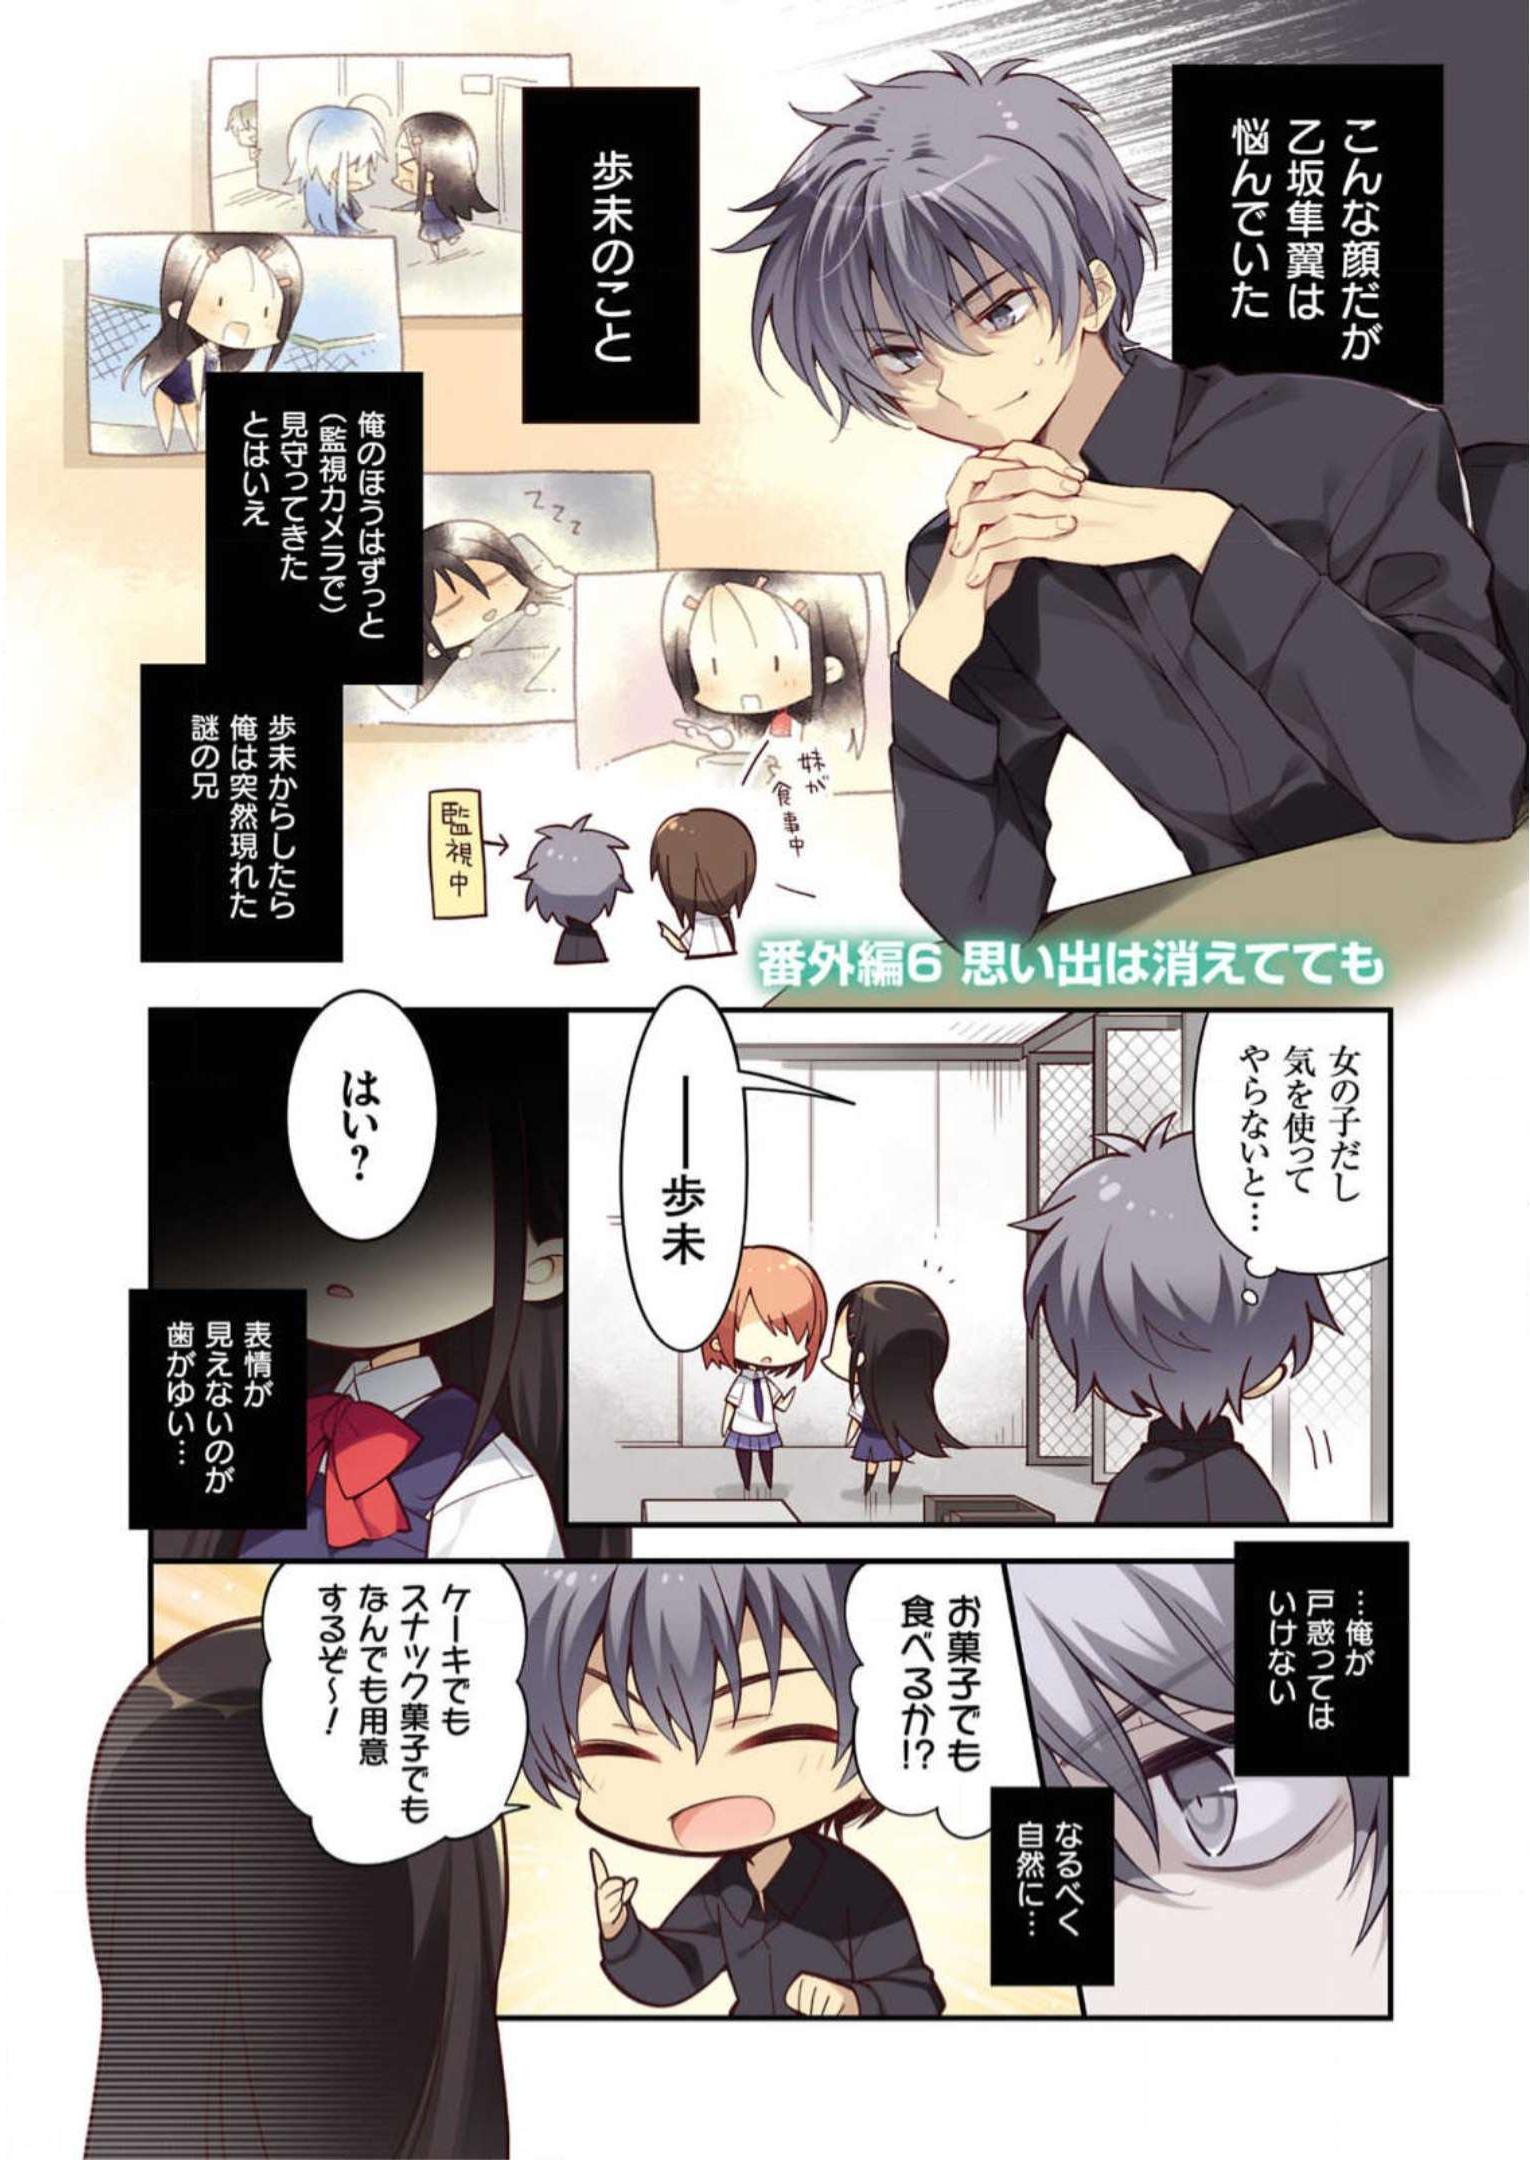 こんな顔だが
乙坂隼翼は
悩んでいた
歩未のこと
俺のほうはずっと
（監視カメラで）
見守ってきた
とはいえ
歩未からしたら
俺は突然現れた
謎の兄
zzzz
妹が
食事中
監視中
番外編6 思い出は消えてても
女の子だし
気を使って
やらないと…
――歩未
はい？
表情が
見えないのが
歯がゆい…
…俺が
戸惑っては
いけない
なるべく
自然に…
お菓子でも
食べるか!?
ケーキでも
スナック菓子でも
なんでも用意
するぞ～！